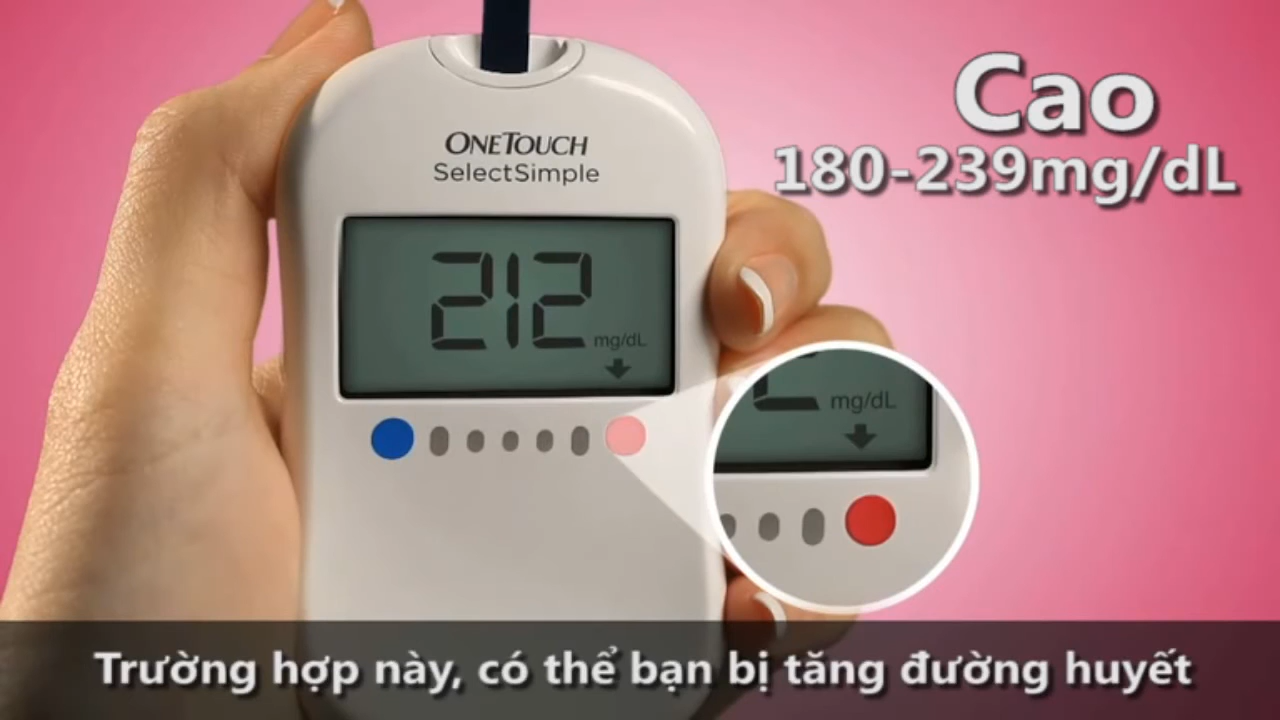 Cao
180-239mg/dL
ONETOUCH
SelectSimple
212
mg/dL
mg/dL
Trường hợp này, có thể bạn bị tăng đường huyết